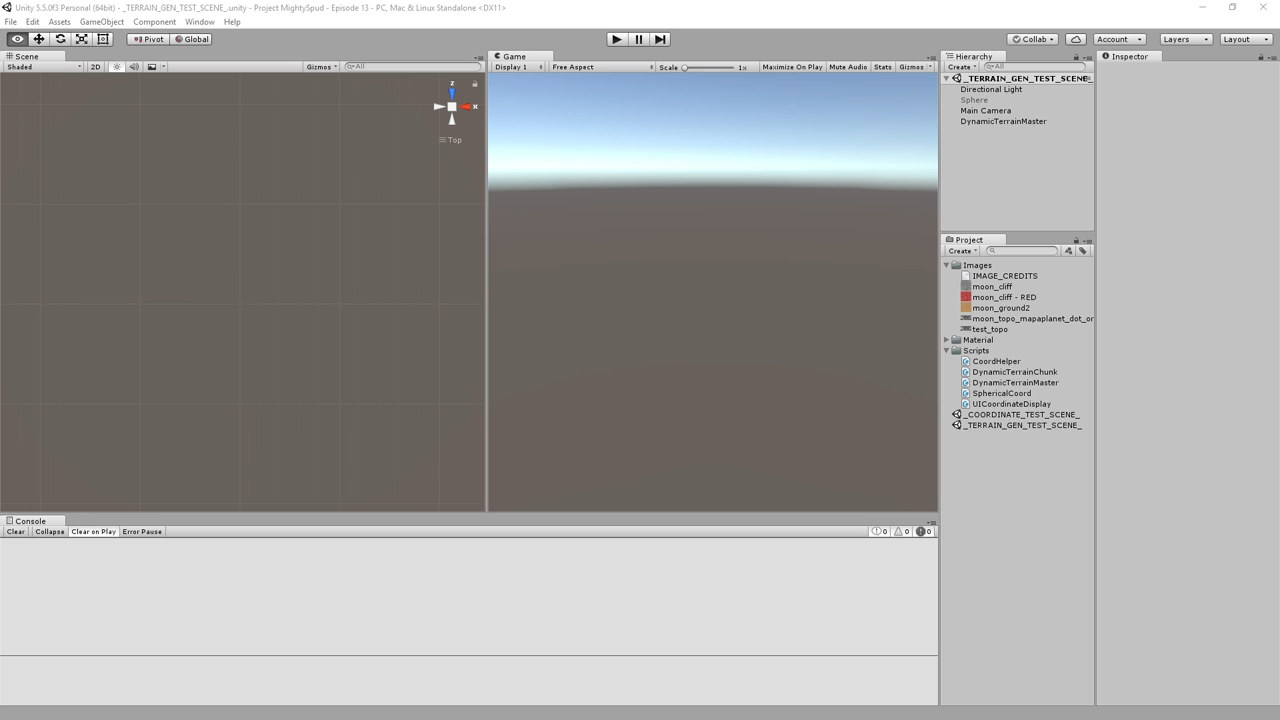 Unity 5.5.0f3 Personal (64bit) - _TERRAIN_GEN_TEST_SCENE_.unity - Project MightySpud - Episode 13 - PC, Mac & Linux Standalone <DX11>
File Edit Assets GameObject Component Window Help
Pivot Global Collab Account Layers Layout
Scene
Shaded 2D Gizmos All
z
x
Top
Game
Display 1 Free Aspect Scale 1x Maximize On Play Mute Audio Stats Gizmos
Hierarchy
Create All
_TERRAIN_GEN_TEST_SCENE_
Directional Light
Sphere
Main Camera
DynamicTerrainMaster
Project
Create
Images
IMAGE_CREDITS
moon_cliff
moon_cliff - RED
moon_ground2
moon_topo_mapaplanet_dot_or
test_topo
Material
Scripts
CoordHelper
DynamicTerrainChunk
DynamicTerrainMaster
SphericalCoord
UICoordinateDisplay
_COORDINATE_TEST_SCENE_
_TERRAIN_GEN_TEST_SCENE_
Inspector
Console
Clear Collapse Clear on Play Error Pause 0 0 0